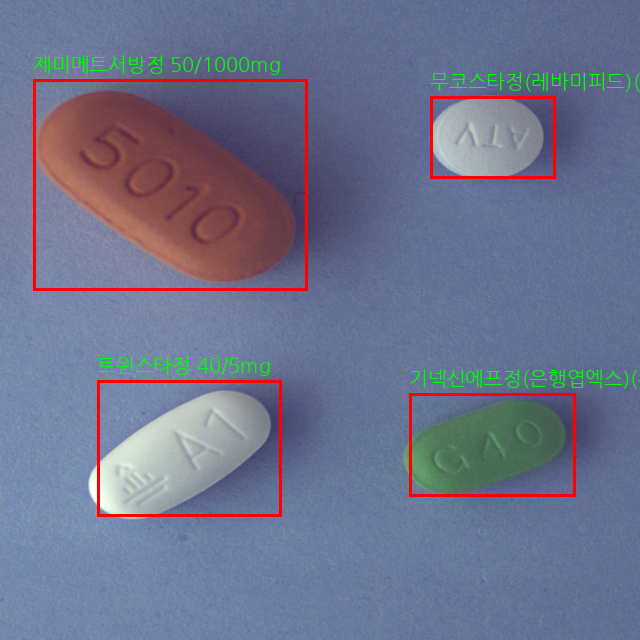 제미메트서방정 50/1000mg
무코스타정(레바미피드)(
5010
ATV
트윈스타정 40/5mg
기넥신에프정(은행엽엑스)(
A1
G40